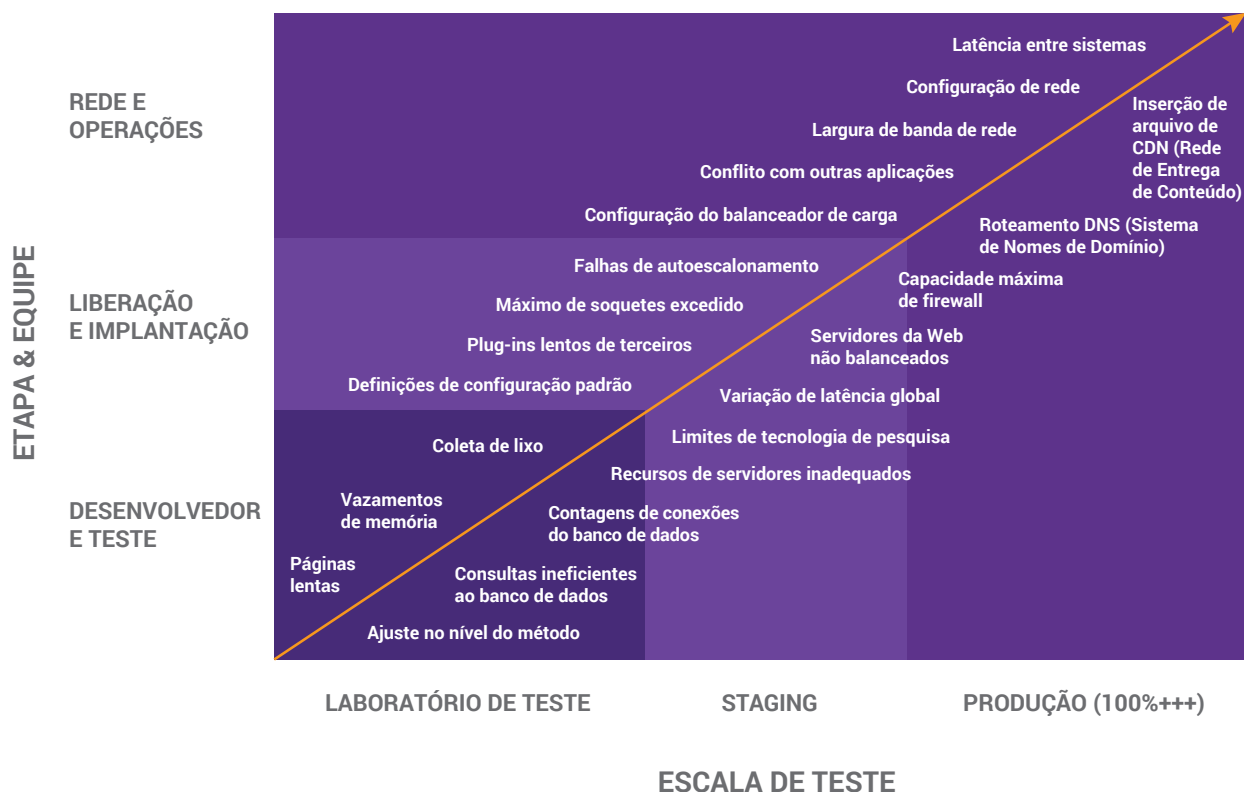 Latência entre sistemas
Configuração de rede
Largura de banda de rede
Conflito com outras aplicações
Configuração do balanceador de carga
Inserção de
arquivo de
CDN (Rede
de Entrega
de Conteúdo)
Roteamento DNS (Sistema
de Nomes de Domínio)
REDE E
OPERAÇÕES
Falhas de autoescalonamento
Máximo de soquetes excedido
Plug-ins lentos de terceiros
Definições de configuração padrão
Capacidade máxima
de firewall
Servidores da Web
não balanceados
Variação de latência global
LIBERAÇÃO
E IMPLANTAÇÃO
ETAPA & EQUIPE
Coleta de lixo
Limites de tecnologia de pesquisa
Recursos de servidores inadequados
Vazamentos
de memória
Contagens de conexões
do banco de dados
DESENVOLVEDOR
E TESTE
Páginas
lentas
Consultas ineficientes
ao banco de dados
Ajuste no nível do método
LABORATÓRIO DE TESTE
STAGING
PRODUÇÃO (100%+++)
ESCALA DE TESTE